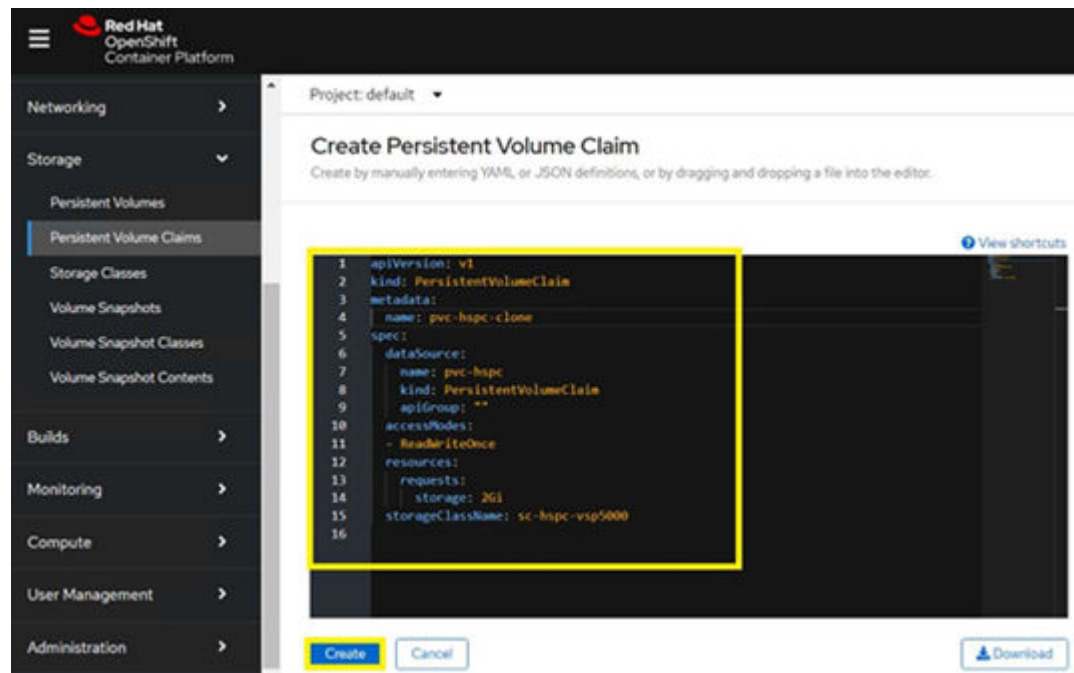 Red Hat
OpenShift
Container Platform
Networking
Storage
Persistent Volumes
Persistent Volume Claims
Storage Classes
Volume Snapshots
Volume Snapshot Classes
Volume Snapshot Contents
Builds
Monitoring
Compute
User Management
Administration
Project: default
Create Persistent Volume Claim
Create by manually entering YAML or JSON definitions, or by dragging and dropping a file into the editor.
View shortcuts
1 apiVersion: v1
2 kind: PersistentVolumeClaim
3 metadata:
4   name: pvc-hspc-clone
5 spec:
6   dataSource:
7     name: pvc-hspc
8     kind: PersistentVolumeClaim
9     apiGroup: ""
10   accessModes:
11   - ReadWriteOnce
12   resources:
13     requests:
14       storage: 2Gi
15   storageClassName: sc-hspc-vsp5000
16
Create
Cancel
Download